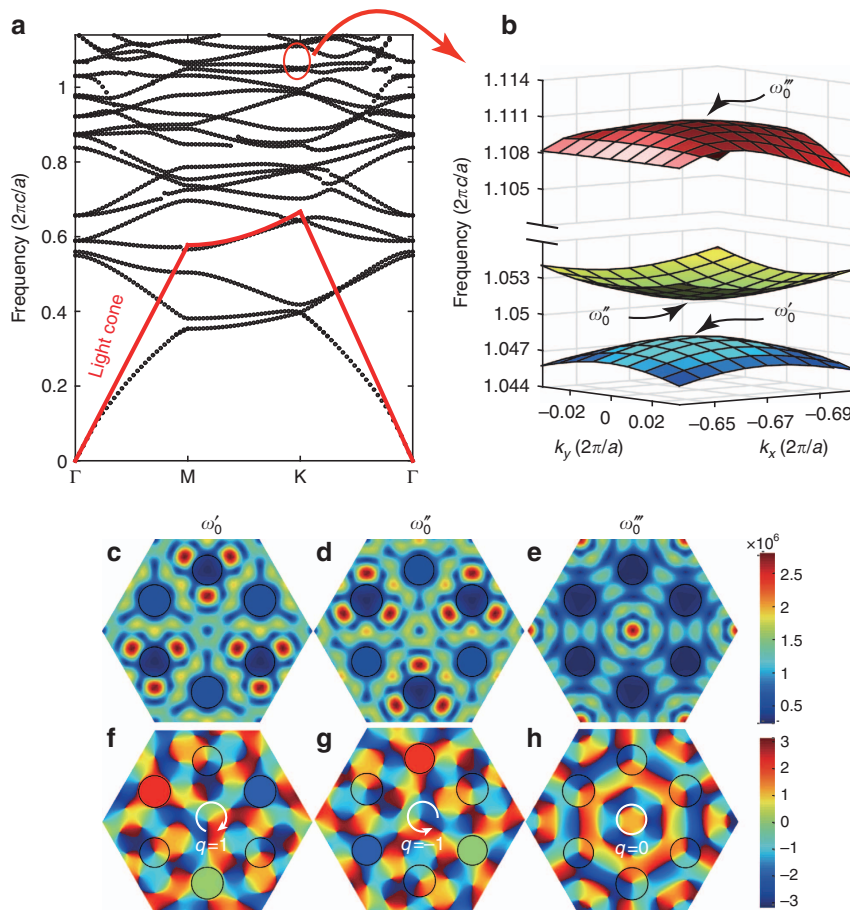 a
Frequency (2πc/a)
1
0.8
0.6
0.4
0.2
0
Light cone
Γ
M
K
Γ
b
Frequency (2πc/a)
1.114
1.111
1.108
1.105
1.053
1.05
1.047
1.044
ω‴₀
ω″₀
ω′₀
−0.02
0
0.02
−0.65
−0.67
−0.69
k_y (2π/a)
k_x (2π/a)
ω′₀
ω″₀
ω‴₀
c
d
e
×10⁶
2.5
2
1.5
1
0.5
f
g
h
q=1
q=−1
q=0
3
2
1
0
−1
−2
−3